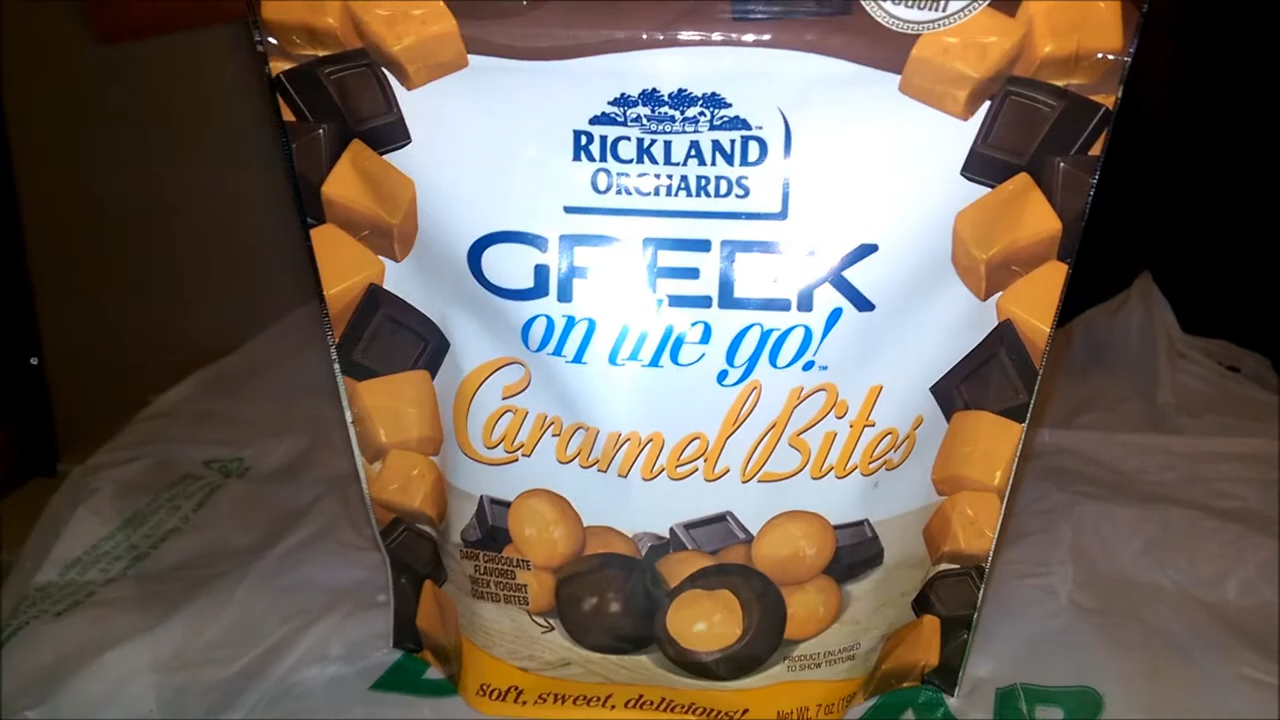 RICKLAND
ORCHARDS
GREEK
on the go!™
Caramel Bites
DARK CHOCOLATE
FLAVORED
GREEK YOGURT
COATED BITES
PRODUCT ENLARGED
TO SHOW TEXTURE
soft, sweet, delicious!
Net Wt. 7 oz